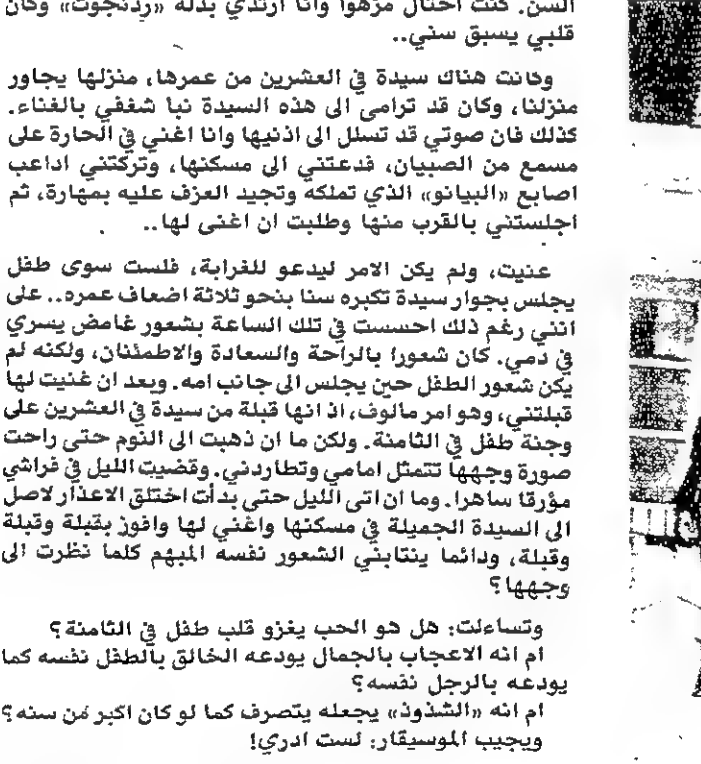 السن. كنت اختال مزهوا وانا ارتدي بدلة «ردنجوت» وكان
قلبي يسبق سني..
وكانت هناك سيدة في العشرين من عمرها، منزلها يجاور
منزلنا، وكان قد ترامى الى هذه السيدة نبا شغفي بالغناء.
كذلك فان صوتي قد تسلل الى اذنيها وانا اغني في الحارة على
مسمع من الصبيان، فدعتني الى مسكنها، وتركتني اداعب
اصابع «البيانو» الذي تملكه وتجيد العزف عليه بمهارة، ثم
اجلستني بالقرب منها وطلبت ان اغنى لها..
عنيت، ولم يكن الامر ليدعو للغرابة، فلست سوى طفل
يجلس بجوار سيدة تكبره سنا بنحو ثلاثة اضعاف عمره.. على
انني رغم ذلك احسست في تلك الساعة بشعور غامض يسري
في دمي. كان شعورا بالراحة والسعادة والاطمئنان، ولكنه لم
يكن شعور الطفل حين يجلس الى جانب امه. وبعد ان غنيت لها
قبلتني، وهو امر مالوف، اذ انها قبلة من سيدة في العشرين على
وجنة طفل في الثامنة. ولكن ما ان ذهبت الى النوم حتى راحت
صورة وجهها تتمثل امامي وتطاردني. وقضيت الليل في فراشي
مؤرقا ساهرا. وما ان اتى الليل حتى بدأت اختلق الاعذار لاصل
الى السيدة الجميلة في مسكنها واغني لها وافوز بقبلة وقبلة
وقبلة، ودائما ينتابني الشعور نفسه المبهم كلما نظرت الى
وجهها؟
وتساءلت: هل هو الحب يغزو قلب طفل في الثامنة؟
ام انه الاعجاب بالجمال يودعه الخالق بالطفل نفسه كما
يودعه بالرجل نفسه؟
ام انه «الشذوذ» يجعله يتصرف كما لو كان اكبر من سنه؟
ويجيب الموسيقار: لست ادري!